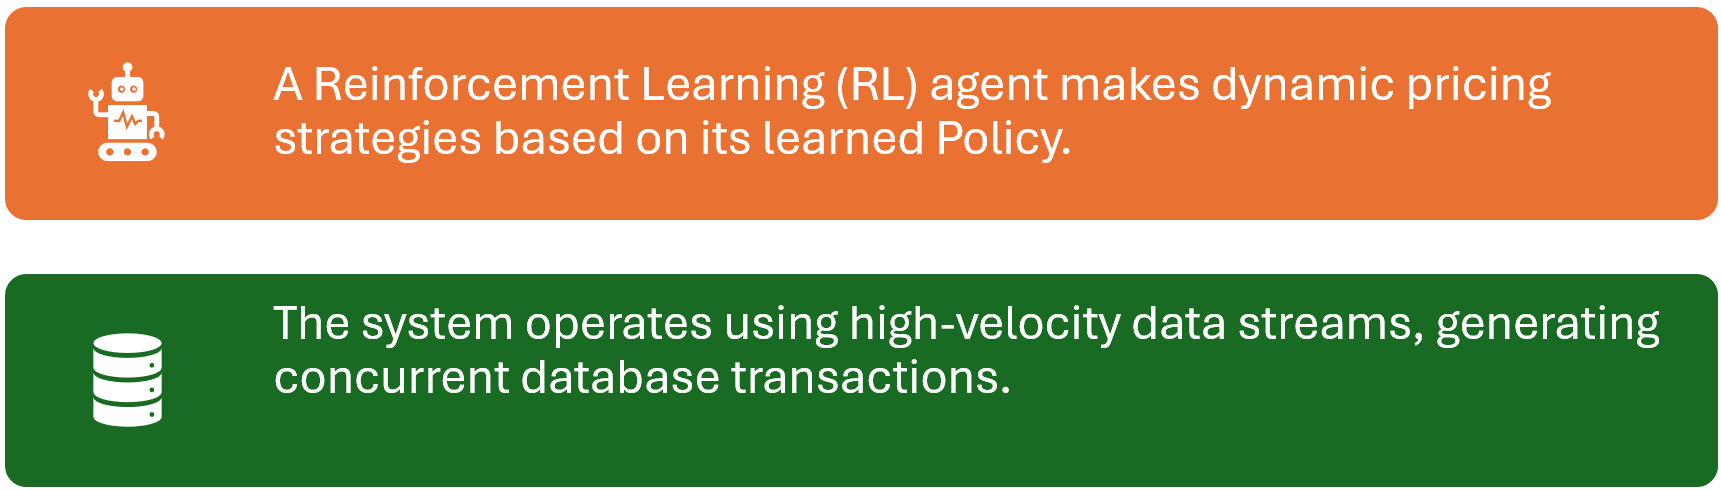 A Reinforcement Learning (RL) agent makes dynamic pricing
strategies based on its learned Policy.
The system operates using high-velocity data streams, generating
concurrent database transactions.